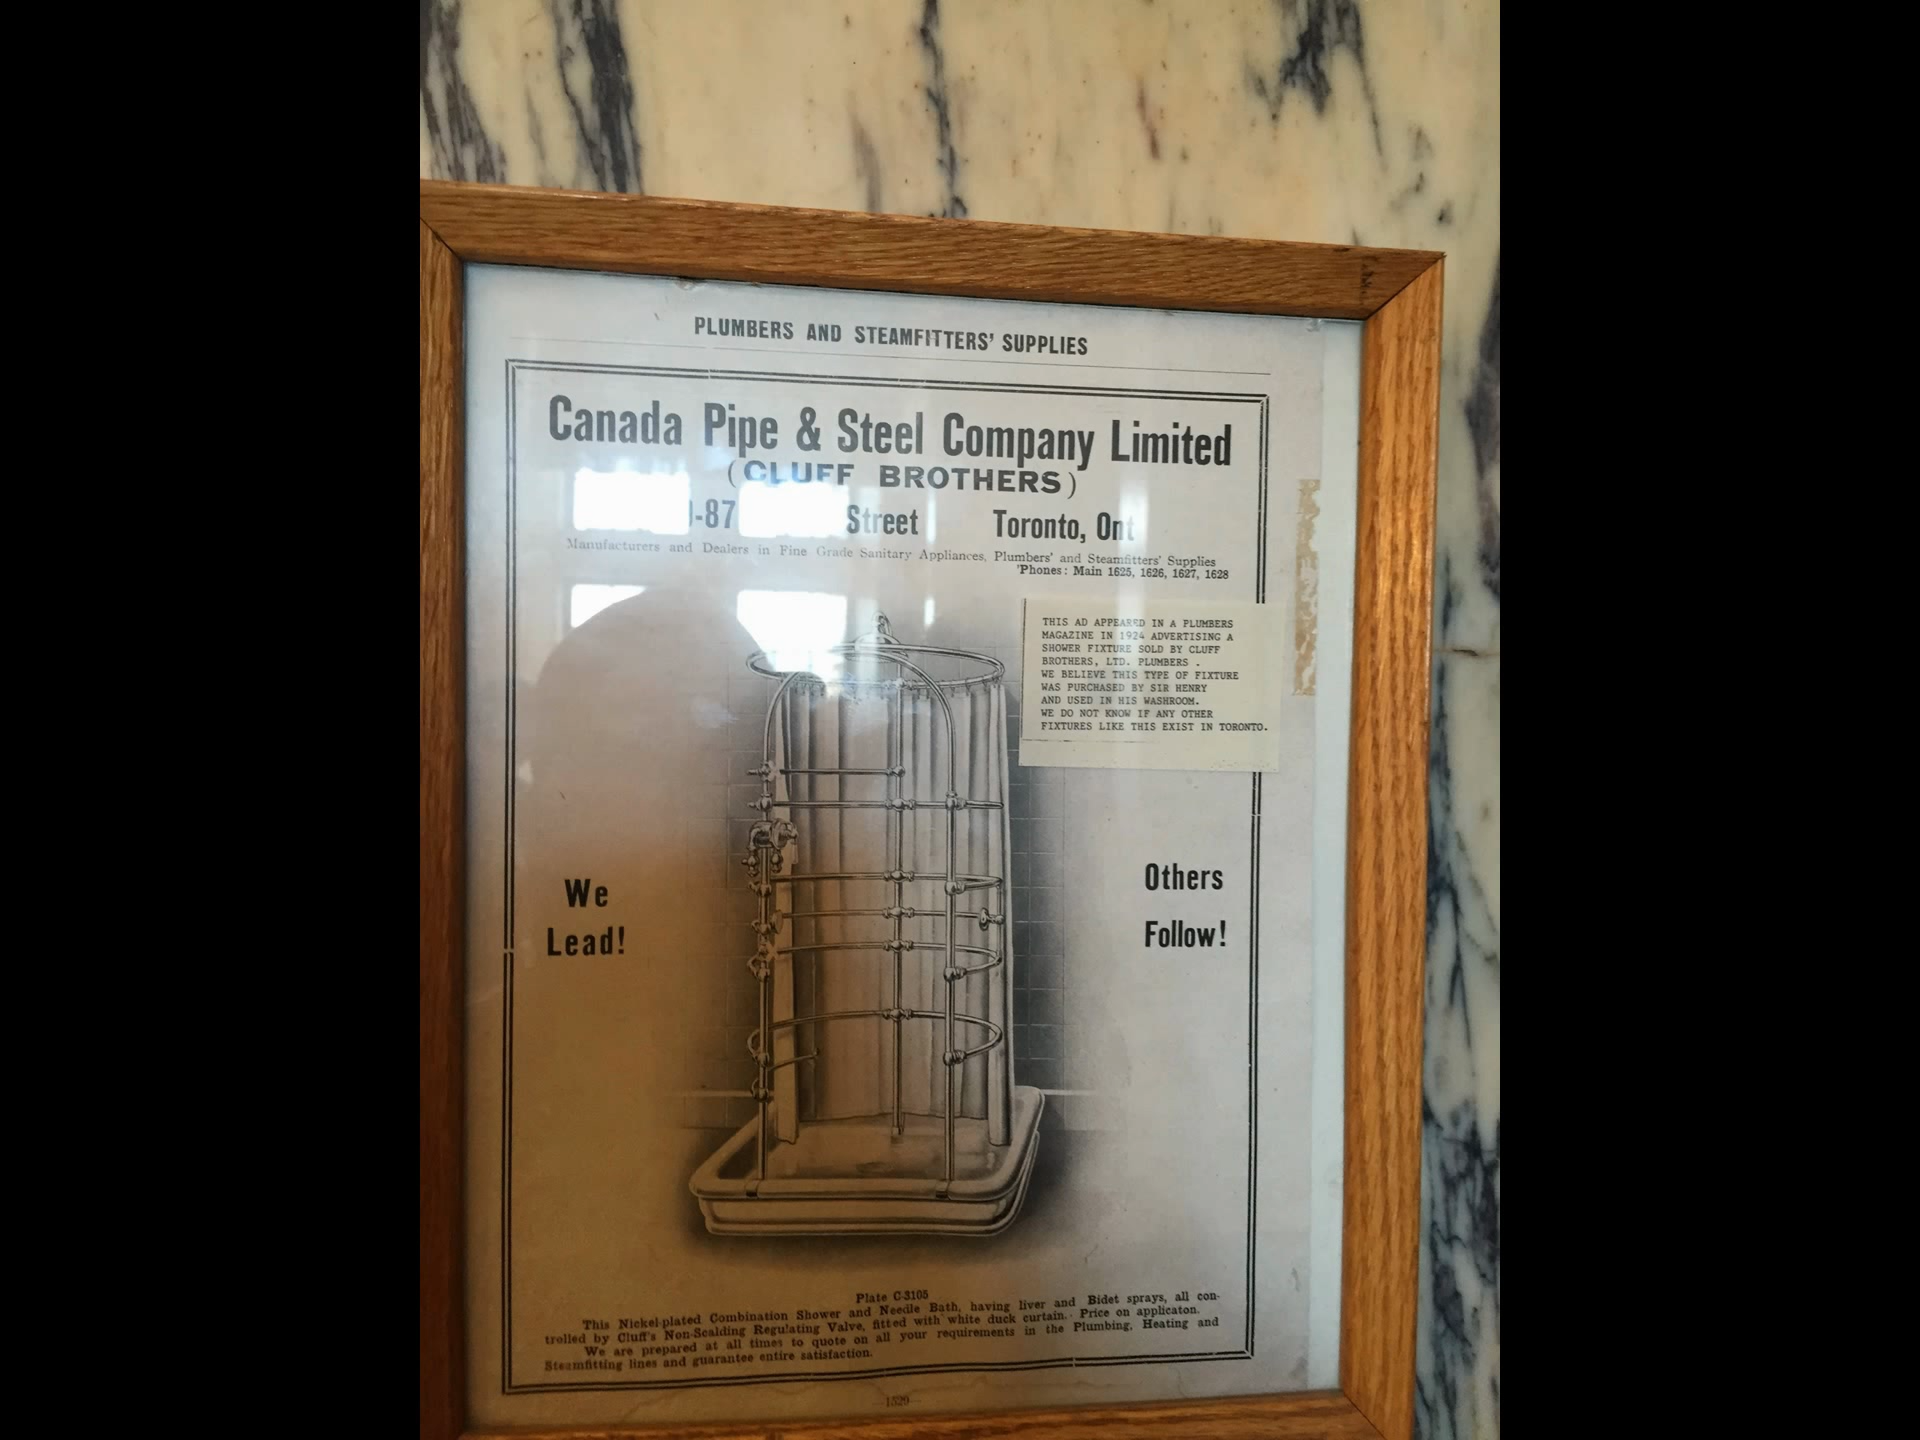 PLUMBERS AND STEAMFITTERS' SUPPLIES
Canada Pipe & Steel Company Limited
(CLUFF BROTHERS)
-87 Street Toronto, Ont
Manufacturers and Dealers in Fine Grade Sanitary Appliances, Plumbers' and Steamfitters' Supplies
'Phones: Main 1625, 1626, 1627, 1628
THIS AD APPEARED IN A PLUMBERS
MAGAZINE IN 1924 ADVERTISING A
SHOWER FIXTURE SOLD BY CLUFF
BROTHERS, LTD. PLUMBERS .
WE BELIEVE THIS TYPE OF FIXTURE
WAS PURCHASED BY SIR HENRY
AND USED IN HIS WASHROOM.
WE DO NOT KNOW IF ANY OTHER
FIXTURES LIKE THIS EXIST IN TORONTO.
We
Lead!
Others
Follow!
Plate C-3105
This Nickel-plated Combination Shower and Needle Bath, having liver and Bidet sprays, all con-
trolled by Cluff's Non-Scalding Regulating Valve, fitted with white duck curtain. Price on applicaton.
We are prepared at all times to quote on all your requirements in the Plumbing, Heating and
Steamfitting lines and guarantee entire satisfaction.
—1529—